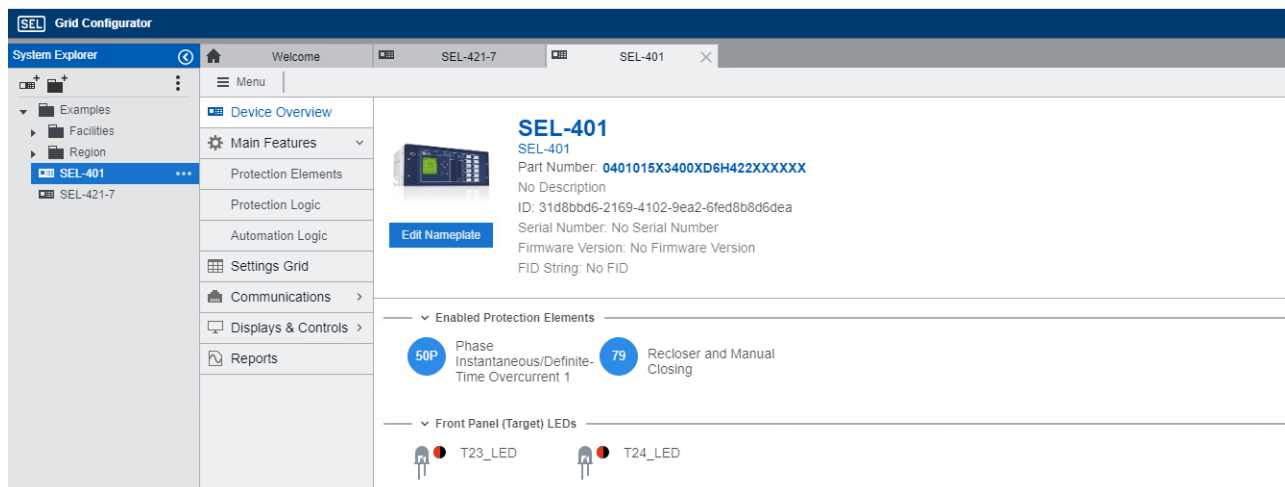 SEL Grid Configurator
System Explorer
Welcome
SEL-421-7
SEL-401
Menu
Examples
Facilities
Region
SEL-401
SEL-421-7
Device Overview
Main Features
Protection Elements
Protection Logic
Automation Logic
Settings Grid
Communications
Displays & Controls
Reports
Edit Nameplate
SEL-401
SEL-401
Part Number: 0401015X3400XD6H422XXXXXX
No Description
ID: 31d8bbd6-2169-4102-9ea2-6fed8b8d6dea
Serial Number: No Serial Number
Firmware Version: No Firmware Version
FID String: No FID
Enabled Protection Elements
50P
Phase
Instantaneous/Definite-
Time Overcurrent 1
79
Recloser and Manual
Closing
Front Panel (Target) LEDs
T23_LED
T24_LED